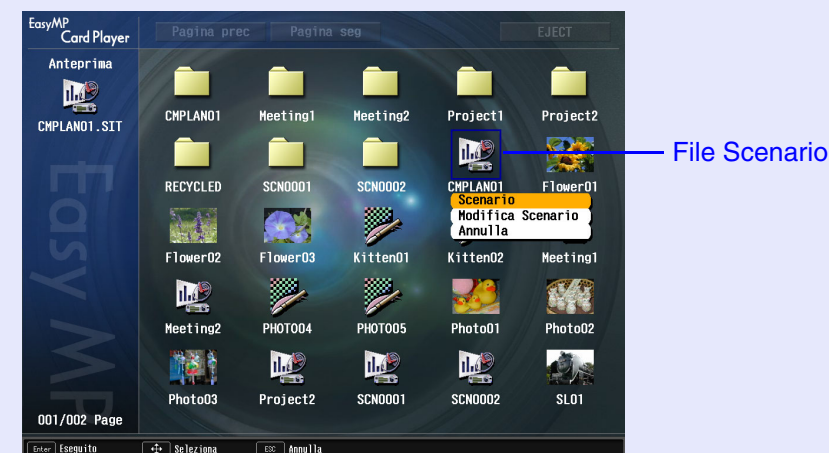 EasyMP
Card Player
Pagina prec Pagina seg EJECT
Anteprima
CMPLAN01.SIT
CMPLAN01 Meeting1 Meeting2 Project1 Project2
RECYCLED SCN0001 SCN0002 CMPLAN01 Flower01
File Scenario
Scenario
Modifica Scenario
Annulla
Flower02 Flower03 Kitten01 Kitten02 Meeting1
Meeting2 PHOTO04 PHOTO05 Photo01 Photo02
Photo03 Project2 SCN0001 SCN0002 SL01
Easy MP
001/002 Page
Enter Eseguito Seleziona ESC Annulla